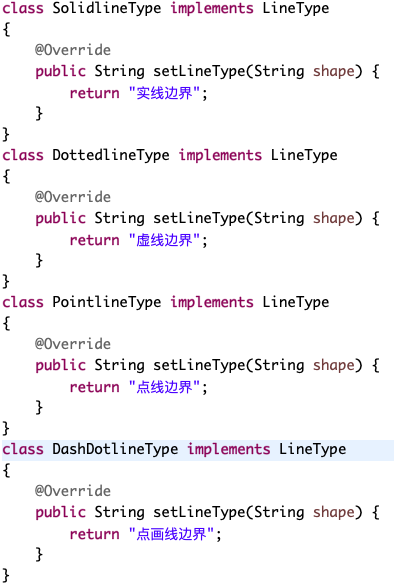 class SolidlineType implements LineType
{
    @Override
    public String setLineType(String shape) {
        return "实线边界";
    }
}
class DottedlineType implements LineType
{
    @Override
    public String setLineType(String shape) {
        return "虚线边界";
    }
}
class PointlineType implements LineType
{
    @Override
    public String setLineType(String shape) {
        return "点线边界";
    }
}
class DashDotlineType implements LineType
{
    @Override
    public String setLineType(String shape) {
        return "点画线边界";
    }
}